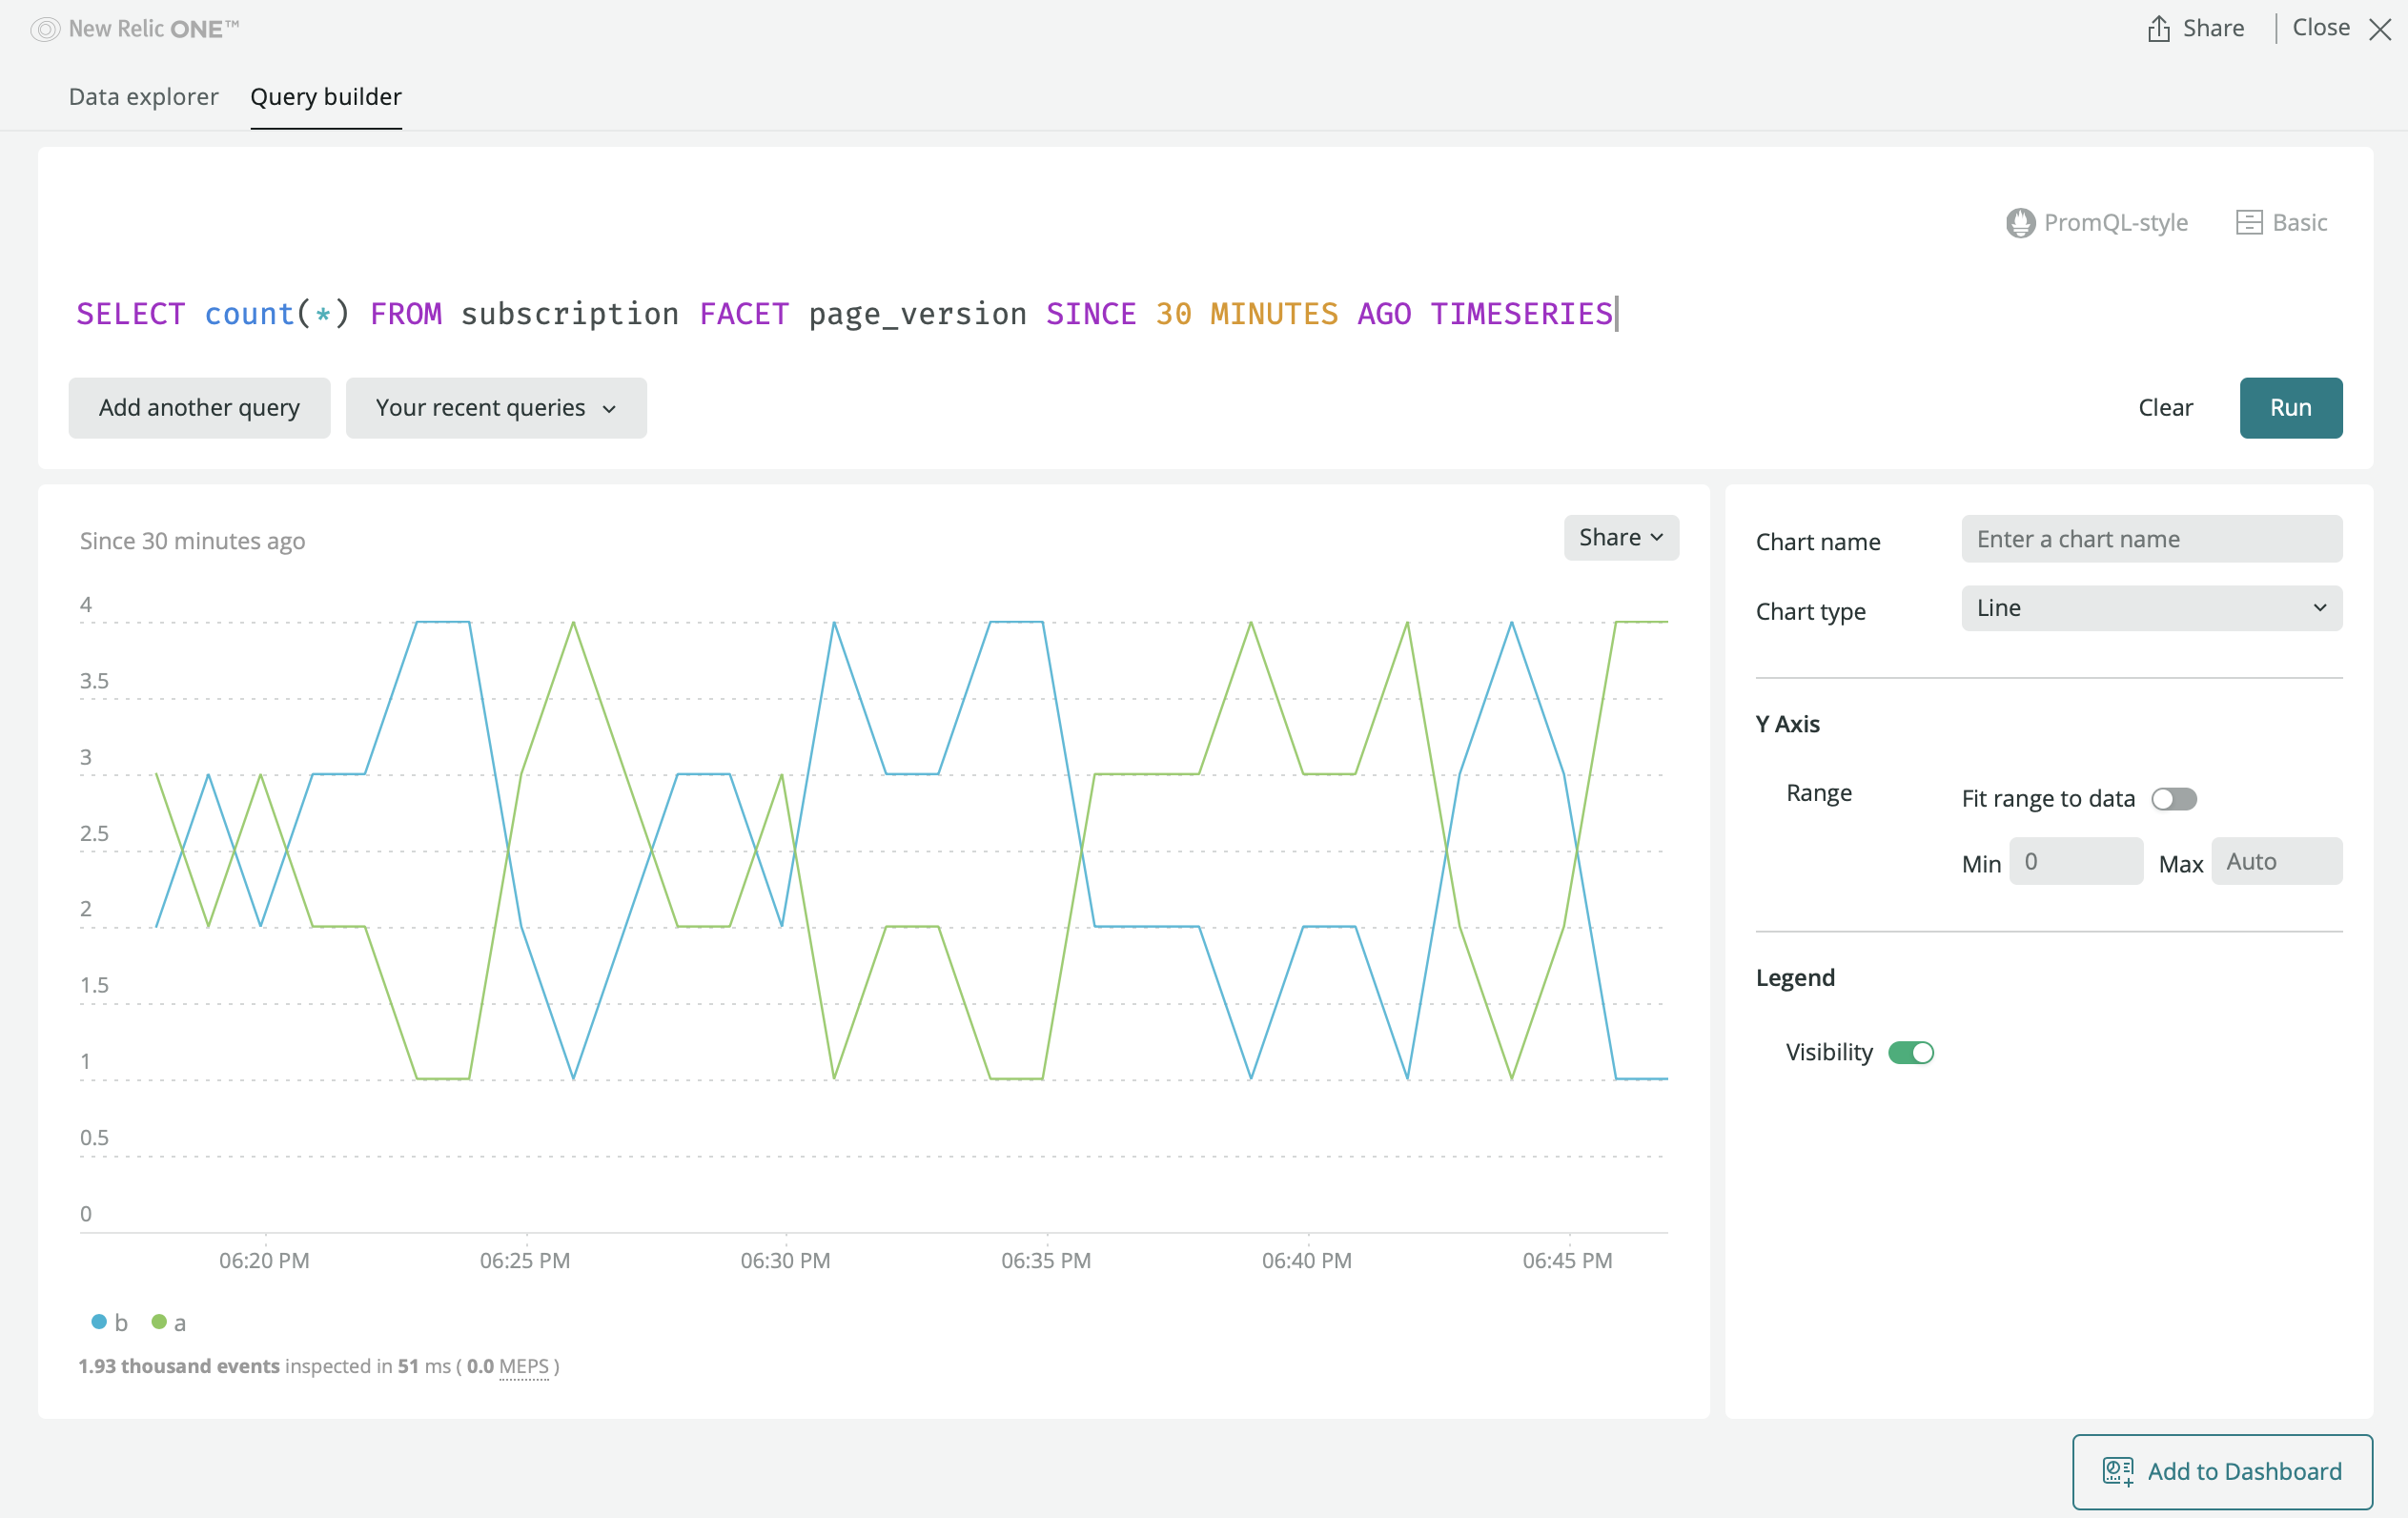 New Relic ONE™
Share
Close
Data explorer
Query builder
PromQL-style
Basic
SELECT count(*) FROM subscription FACET page_version SINCE 30 MINUTES AGO TIMESERIES
Add another query
Your recent queries
Clear
Run
Since 30 minutes ago
Share
4
3.5
3
2.5
2
1.5
1
0.5
0
06:20 PM
06:25 PM
06:30 PM
06:35 PM
06:40 PM
06:45 PM
b
a
1.93 thousand events inspected in 51 ms ( 0.0 MEPS )
Chart name
Enter a chart name
Chart type
Line
Y Axis
Range
Fit range to data
Min
0
Max
Auto
Legend
Visibility
Add to Dashboard